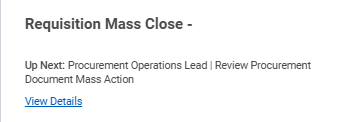 Requisition Mass Close -
Up Next: Procurement Operations Lead | Review Procurement
Document Mass Action
View Details